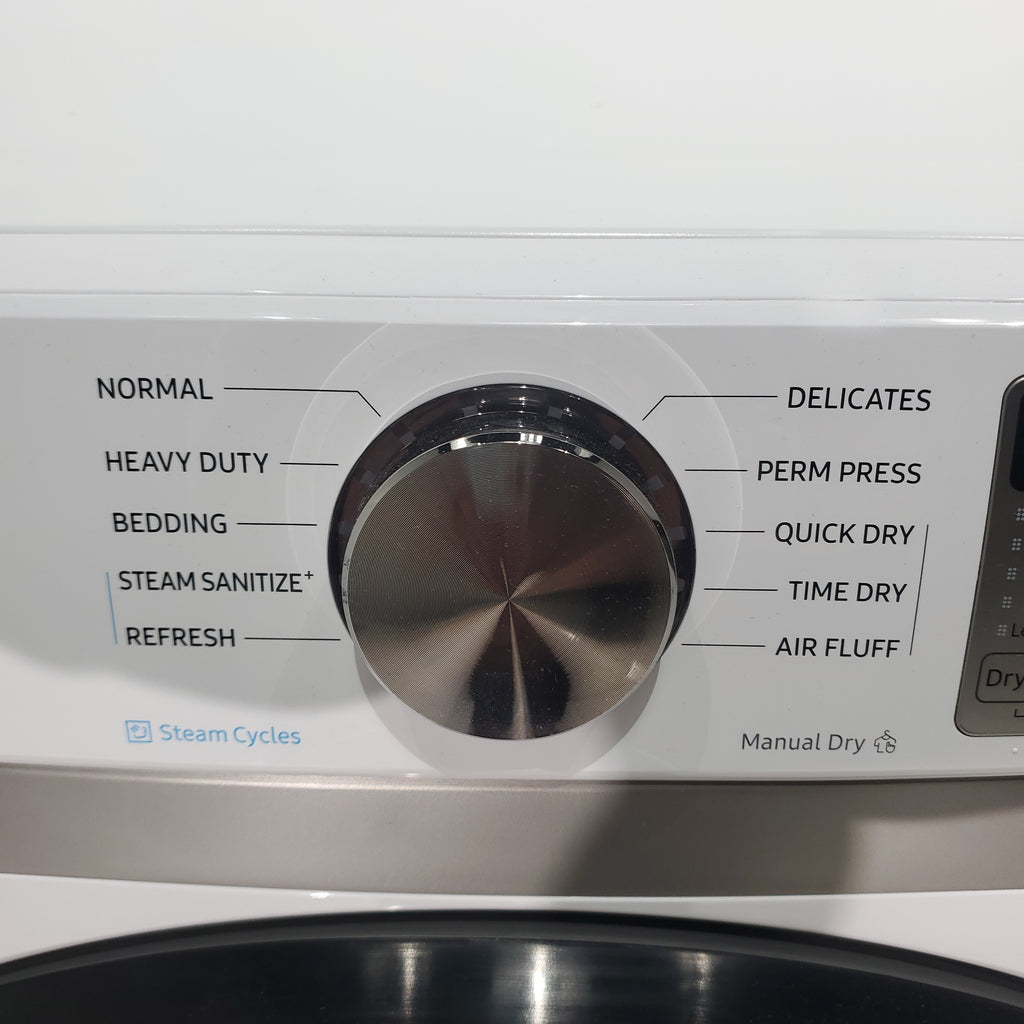 NORMAL
HEAVY DUTY
BEDDING
STEAM SANITIZE+
REFRESH
Steam Cycles
DELICATES
PERM PRESS
QUICK DRY
TIME DRY
AIR FLUFF
Manual Dry
Dry